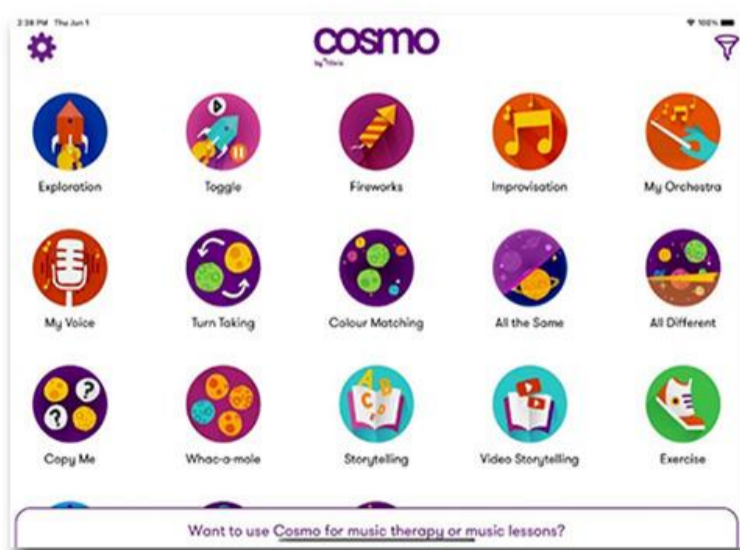 2:38 PM Thu Jun 1
100%
cosmo
by filisia
Exploration
Toggle
Fireworks
Improvisation
My Orchestra
My Voice
Turn Taking
Colour Matching
All the Same
All Different
? ?
Copy Me
Whac-a-mole
A B C D
Storytelling
Video Storytelling
Exercise
Want to use Cosmo for music therapy or music lessons?